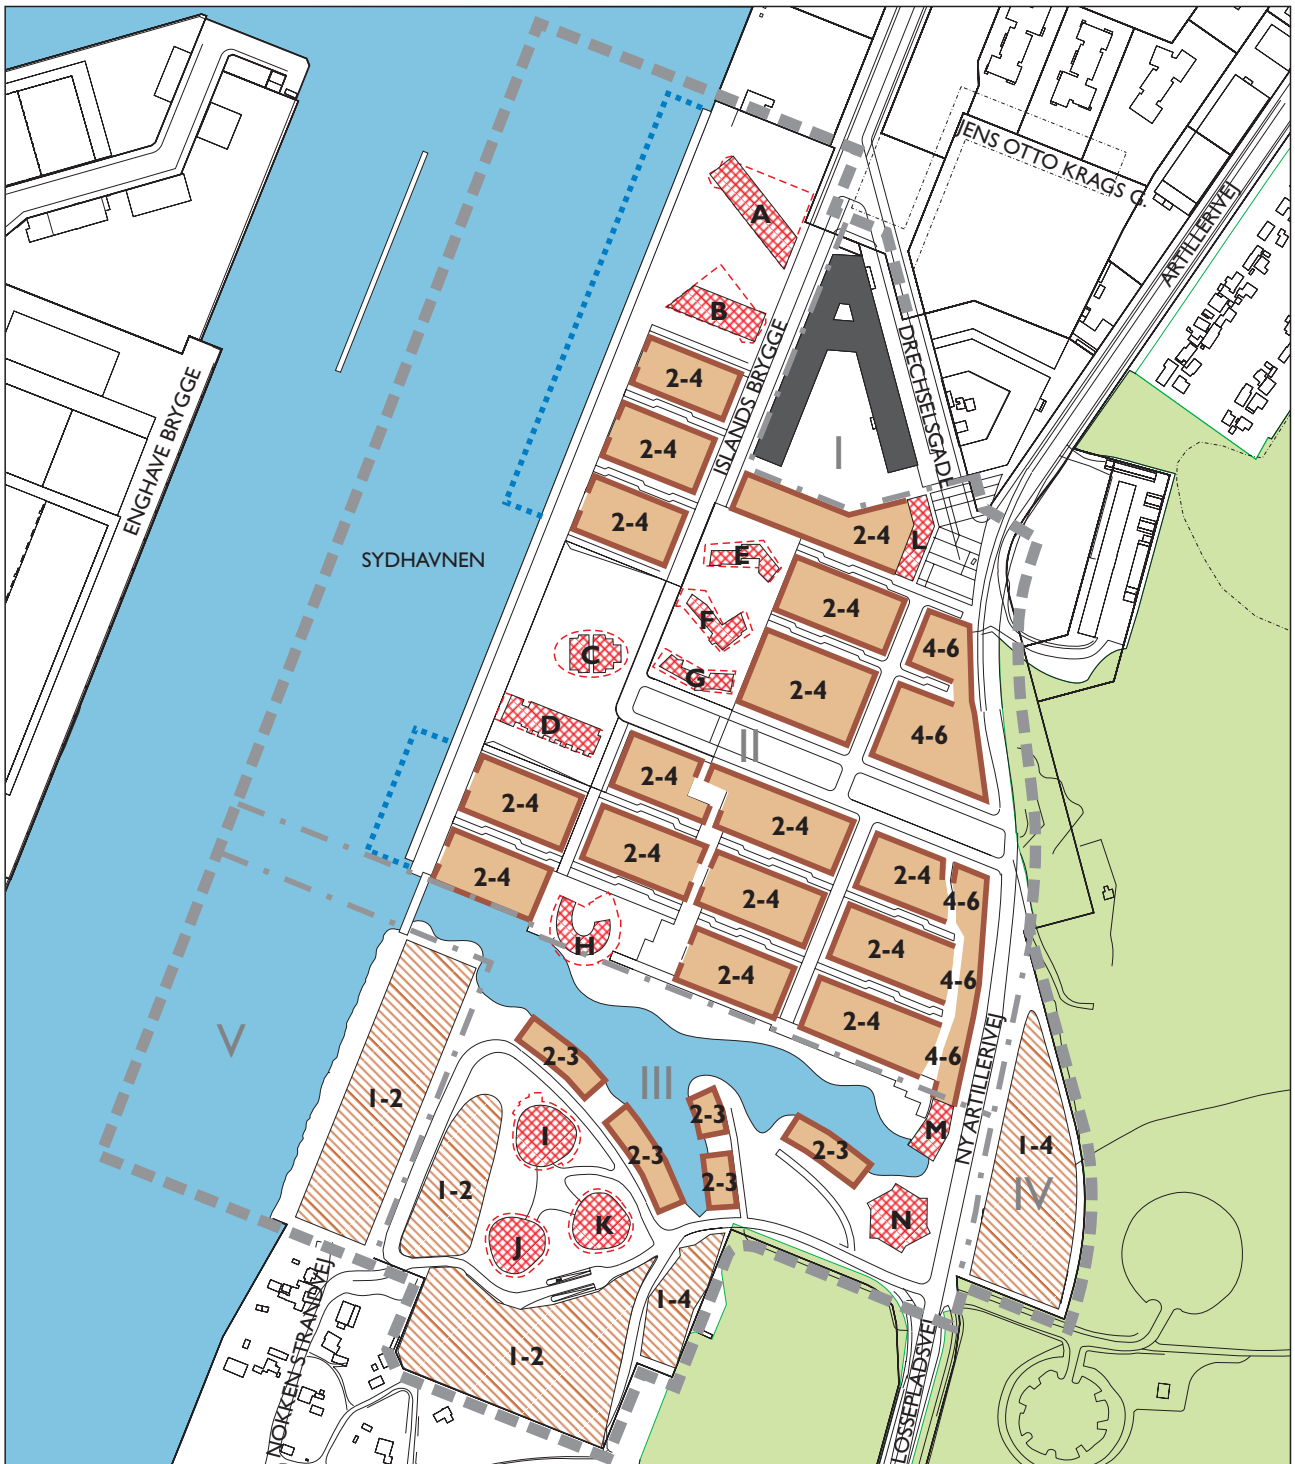 JENS OTTO KRAGS G.
ARTILLERIVEJ
A
B
ISLANDS BRYGGE
DRECHSELSGADE
2-4
ENGHAVE BRYGGE
2-4
I
2-4
2-4
L
SYDHAVNEN
E
2-4
F
4-6
C
G
2-4
D
4-6
II
2-4
2-4
2-4
2-4
2-4
2-4
2-4
4-6
2-4
H
2-4
2-4
4-6
2-4
V
2-3
4-6
III
NY ARTILLERIVEJ
1-2
2-3
M
I
2-3
2-3
1-4
1-2
2-3
IV
K
N
J
NOKKEN STRANDVEJ
1-4
1-2
LOSSEPLADSVEJ